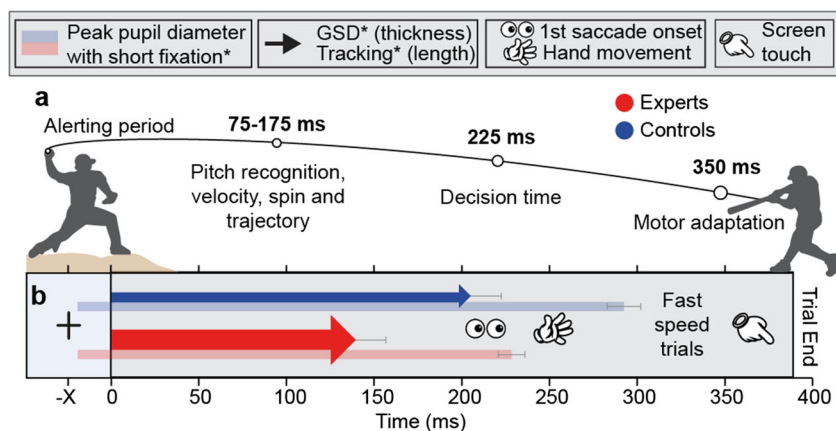 Peak pupil diameter
with short fixation*
GSD* (thickness)
Tracking* (length)
1st saccade onset
Hand movement
Screen
touch
a
Experts
Controls
Alerting period
75-175 ms
225 ms
350 ms
Pitch recognition,
velocity, spin and
trajectory
Decision time
Motor adaptation
b
+
Fast
speed
trials
Trial End
-X 0 50 100 150 200 250 300 350 400
Time (ms)